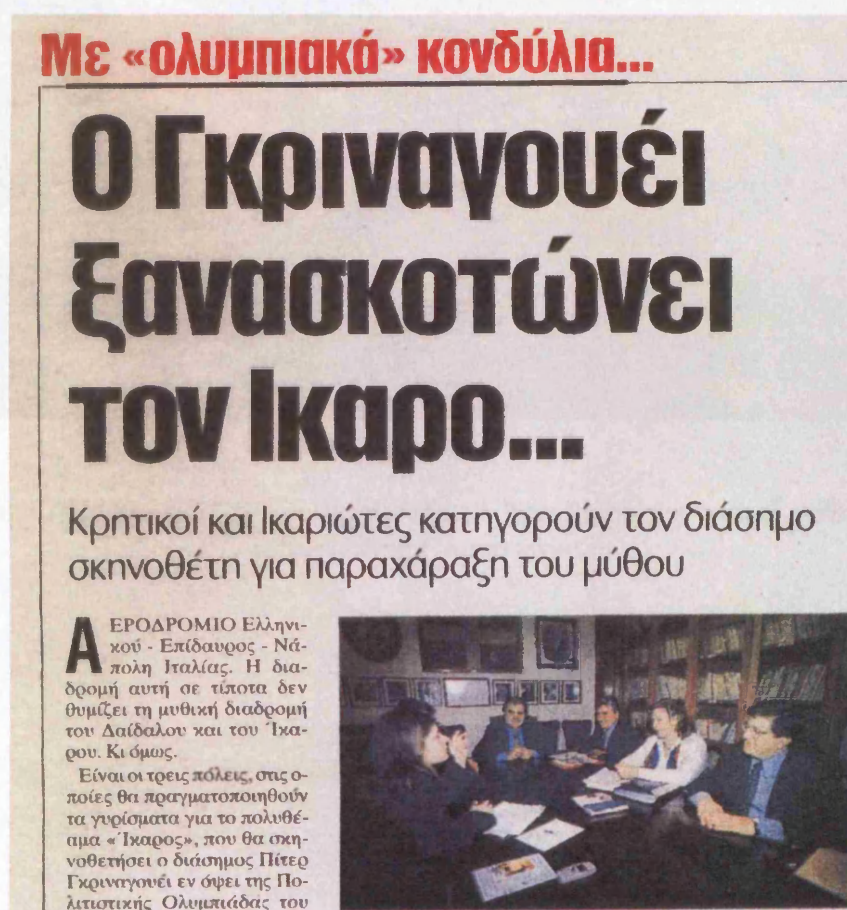 Με «ολυμπιακά» κονδύλια...
Ο Γκριναγουέι
ξανασκοτώνει
τον Ικαρο...
Κρητικοί και Ικαριώτες κατηγορούν τον διάσημο
σκηνοθέτη για παραχάραξη του μύθου
ΑΕΡΟΔΡΟΜΙΟ Ελληνι-
κού - Επίδαυρος - Νά-
πολη Ιταλίας. Η δια-
δρομή αυτή σε τίποτα δεν
θυμίζει τη μυθική διαδρομή
του Δαίδαλου και του Ίκα-
ρου. Κι όμως.
Είναι οι τρεις πόλεις, στις ο-
ποίες θα πραγματοποιηθούν
τα γυρίσματα για το πολυθέ-
αμα «Ίκαρος», που θα σκη-
νοθετήσει ο διάσημος Πίτερ
Γκριναγουέι εν όψει της Πο-
λιτιστικής Ολυμπιάδας του